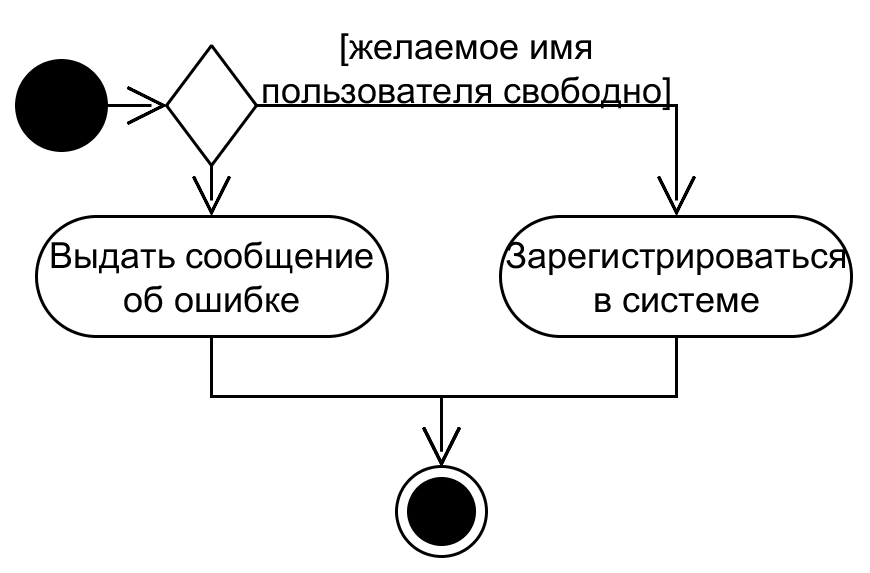 [желаемое имя
пользователя свободно]
Выдать сообщение
об ошибке
Зарегистрироваться
в системе